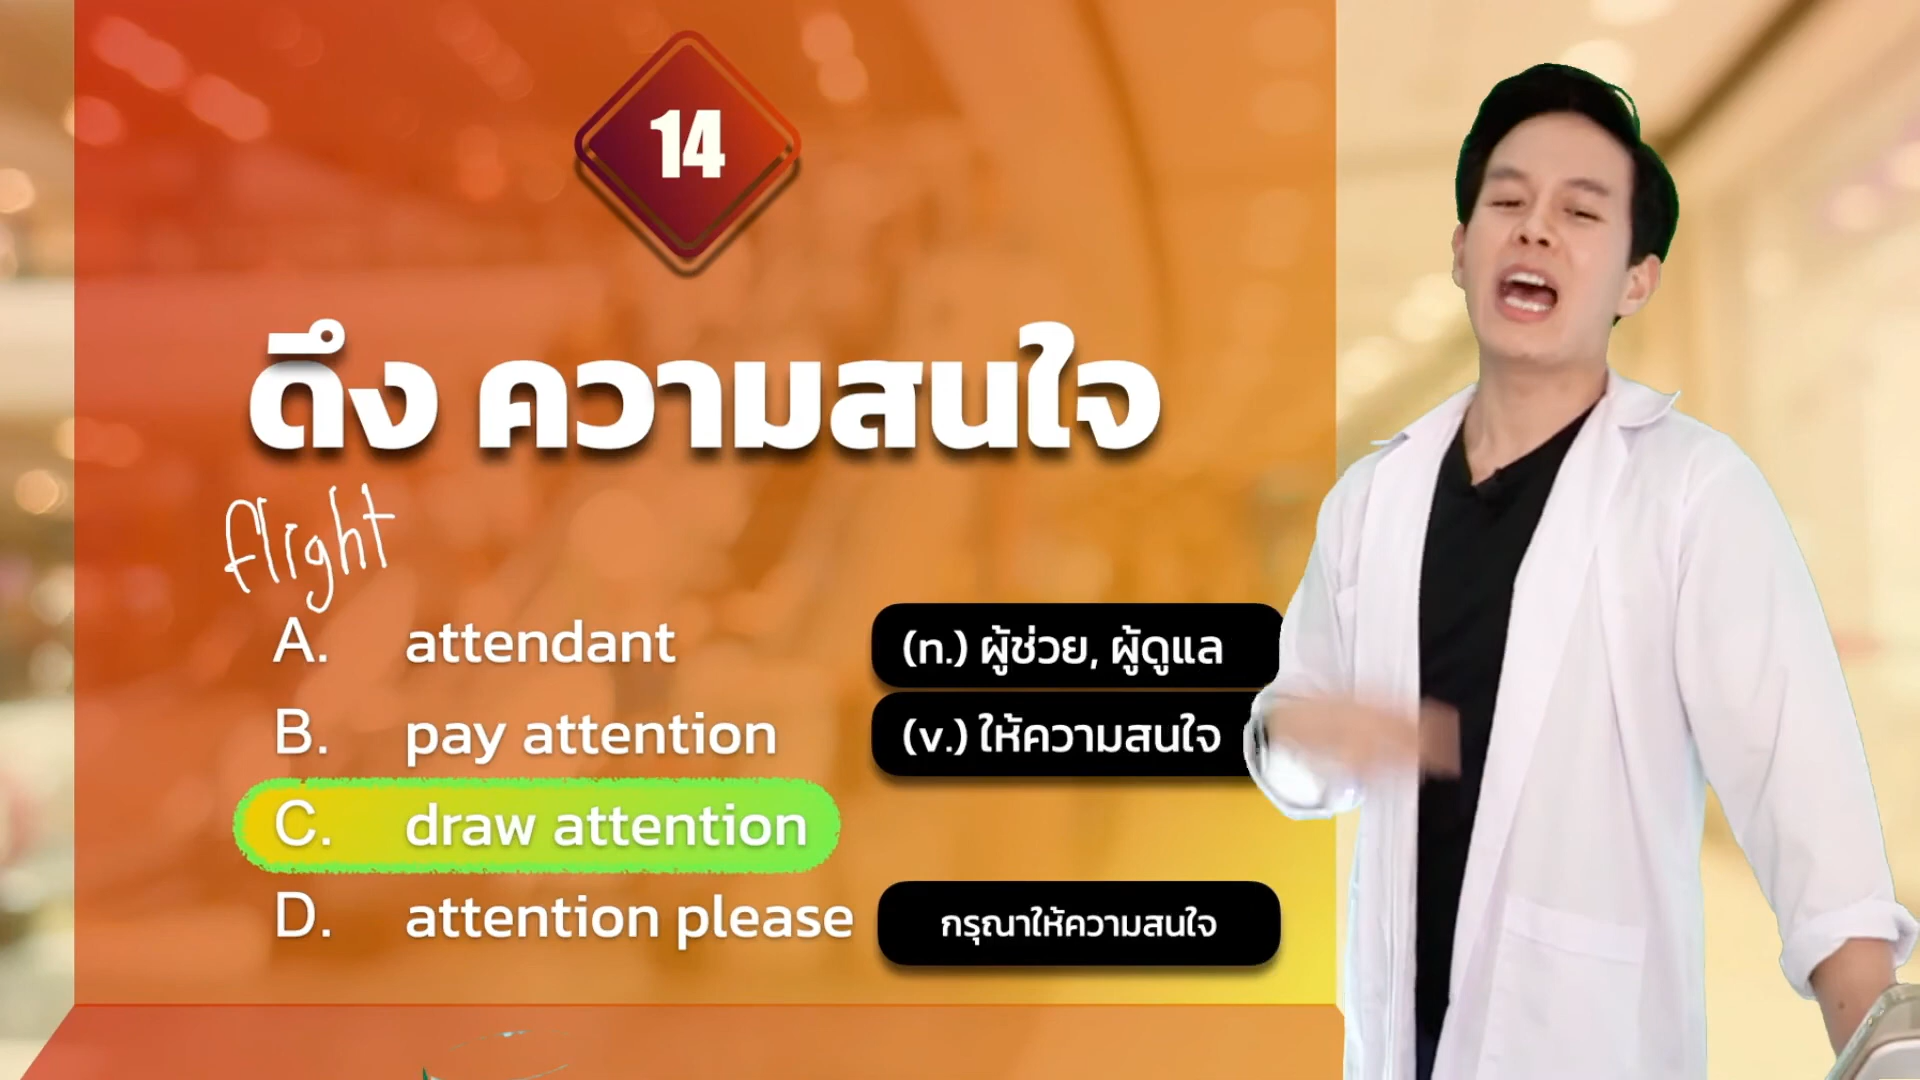 14
ดึง ความสนใจ
flight
A. attendant (n.) ผู้ช่วย, ผู้ดูแล
B. pay attention (v.) ให้ความสนใจ
C. draw attention
D. attention please กรุณาให้ความสนใจ